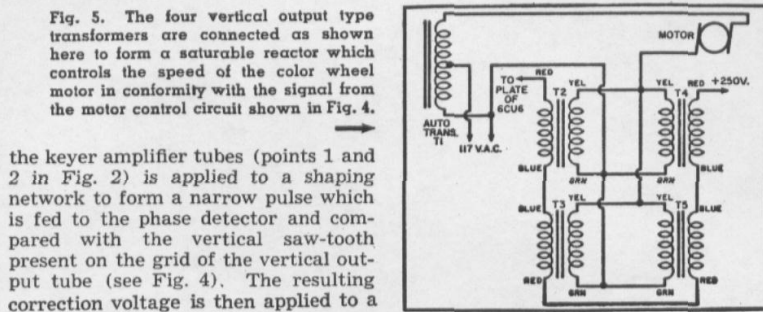 Fig. 5. The four vertical output type
transformers are connected as shown
here to form a saturable reactor which
controls the speed of the color wheel
motor in conformity with the signal from
the motor control circuit shown in Fig. 4.
the keyer amplifier tubes (points 1 and
2 in Fig. 2) is applied to a shaping
network to form a narrow pulse which
is fed to the phase detector and com-
pared with the vertical saw-tooth
present on the grid of the vertical out-
put tube (see Fig. 4). The resulting
correction voltage is then applied to a
MOTOR
AUTO
TRANS.
T1
117 V.A.C.
TO
PLATE
OF
6CU6
RED
YEL
YEL
RED
+250V.
T2
T4
BLUE
GRN
GRN
BLUE
BLUE
T3
YEL
YEL
T5
BLUE
RED
GRN
GRN
RED